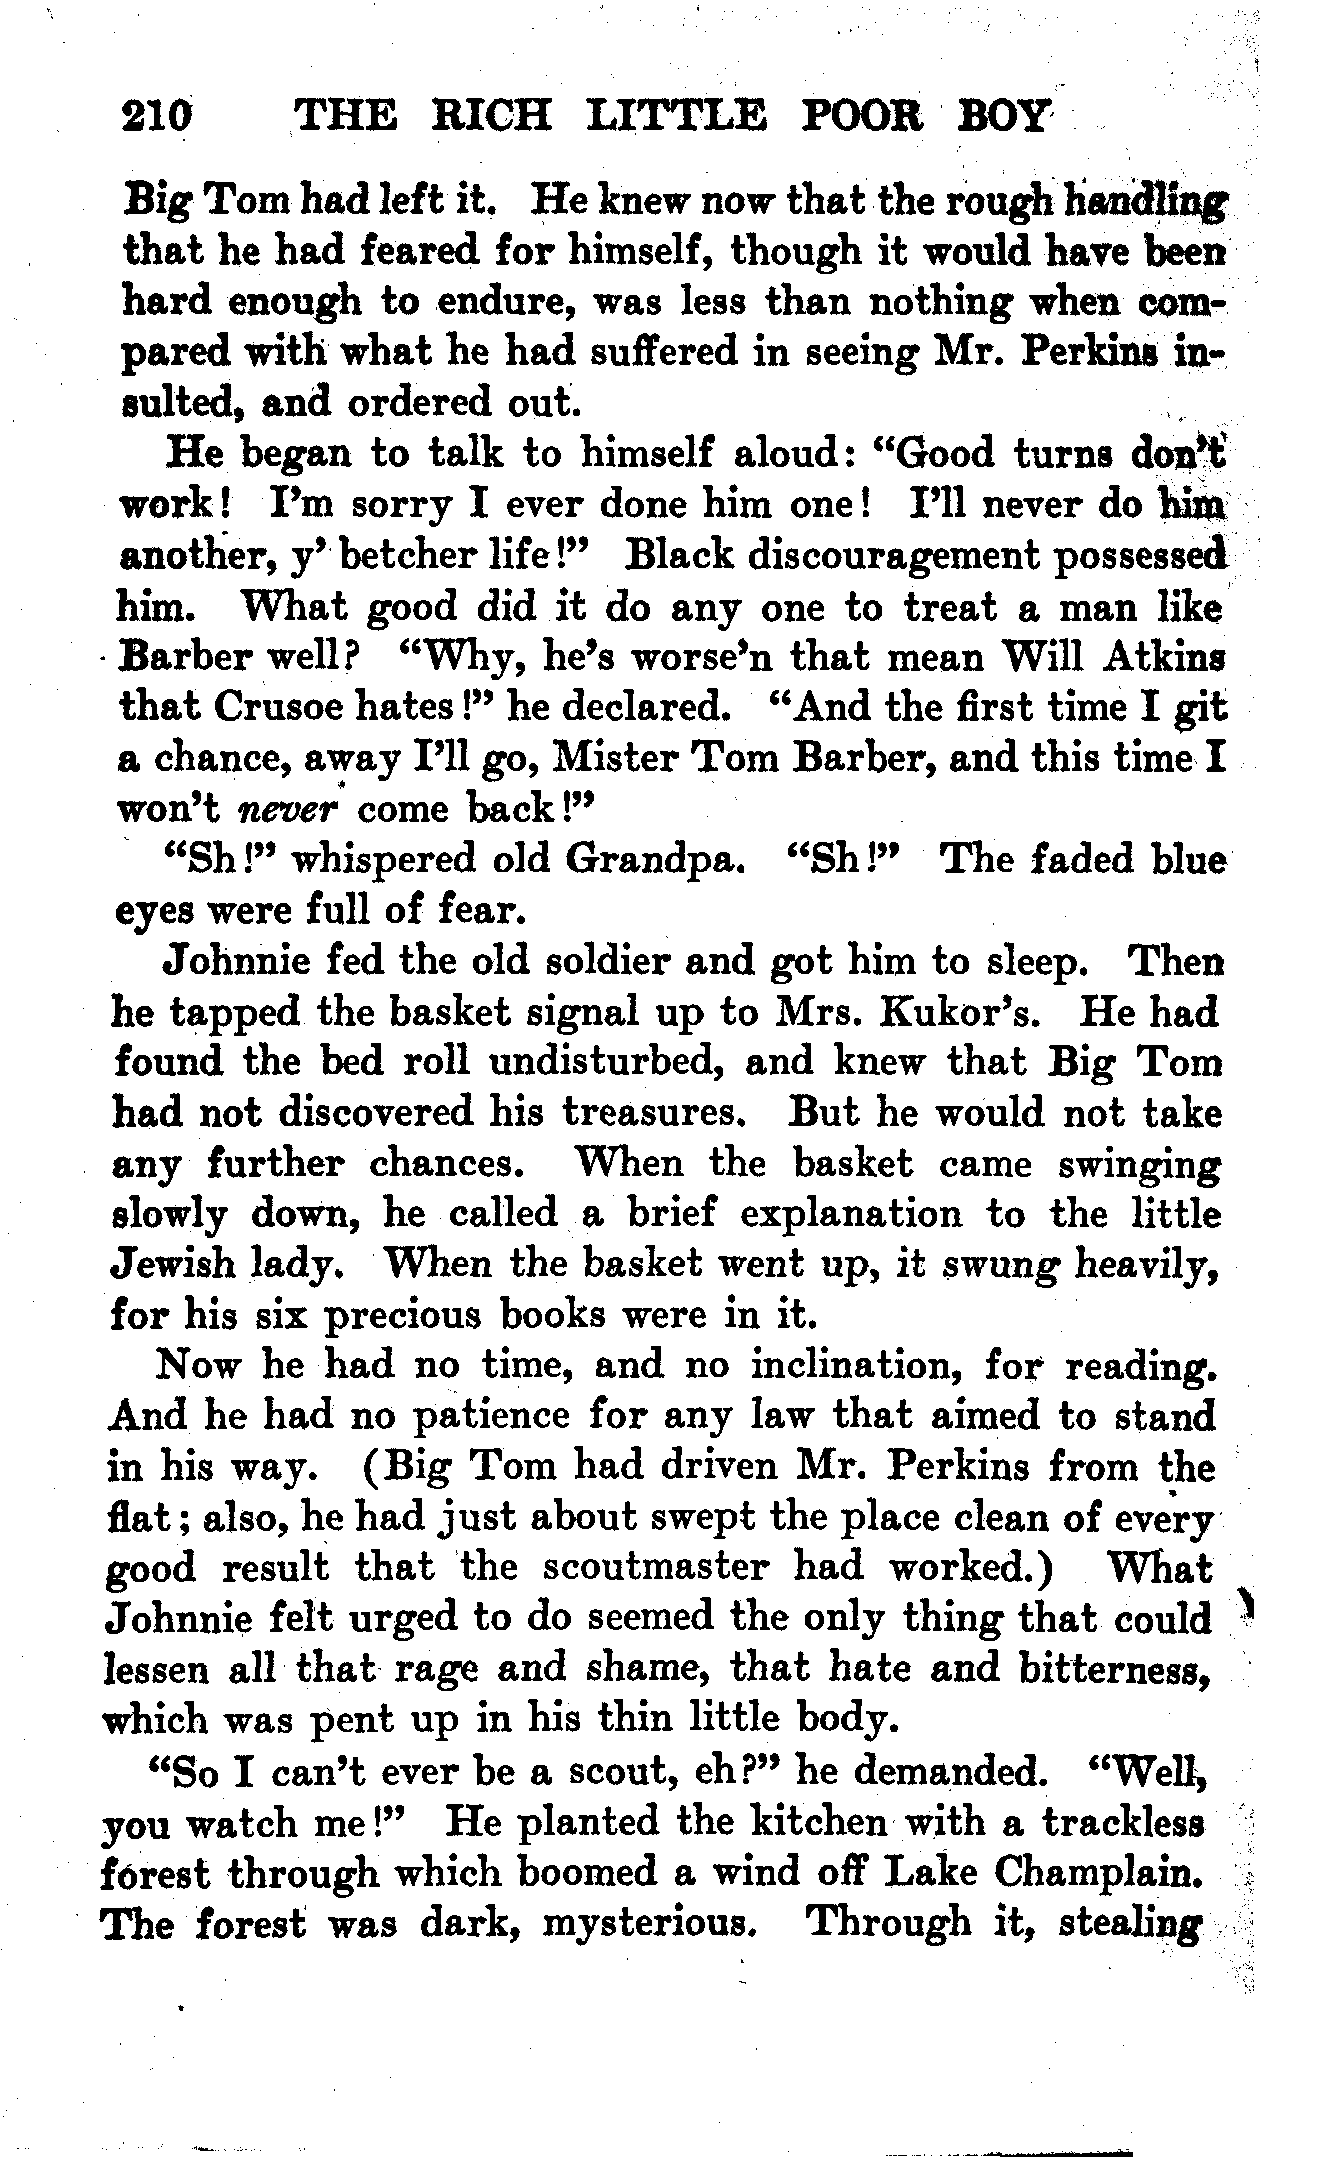 210 THE RICH LITTLE POOR BOY
Big Tom had left it. He knew now that the rough handling
that he had feared for himself, though it would have been
hard enough to endure, was less than nothing when com-
pared with what he had suffered in seeing Mr. Perkins in-
sulted, and ordered out.
He began to talk to himself aloud: “Good turns don’t
work! I’m sorry I ever done him one! I’ll never do him
another, y’ betcher life!” Black discouragement possessed
him. What good did it do any one to treat a man like
Barber well? “Why, he’s worse’n that mean Will Atkins
that Crusoe hates!” he declared. “And the first time I git
a chance, away I’ll go, Mister Tom Barber, and this time I
won’t never come back!”
“Sh!” whispered old Grandpa. “Sh!” The faded blue
eyes were full of fear.
Johnnie fed the old soldier and got him to sleep. Then
he tapped the basket signal up to Mrs. Kukor’s. He had
found the bed roll undisturbed, and knew that Big Tom
had not discovered his treasures. But he would not take
any further chances. When the basket came swinging
slowly down, he called a brief explanation to the little
Jewish lady. When the basket went up, it swung heavily,
for his six precious books were in it.
Now he had no time, and no inclination, for reading.
And he had no patience for any law that aimed to stand
in his way. (Big Tom had driven Mr. Perkins from the
flat; also, he had just about swept the place clean of every
good result that the scoutmaster had worked.) What
Johnnie felt urged to do seemed the only thing that could
lessen all that rage and shame, that hate and bitterness,
which was pent up in his thin little body.
“So I can’t ever be a scout, eh?” he demanded. “Well,
you watch me!” He planted the kitchen with a trackless
forest through which boomed a wind off Lake Champlain.
The forest was dark, mysterious. Through it, stealing